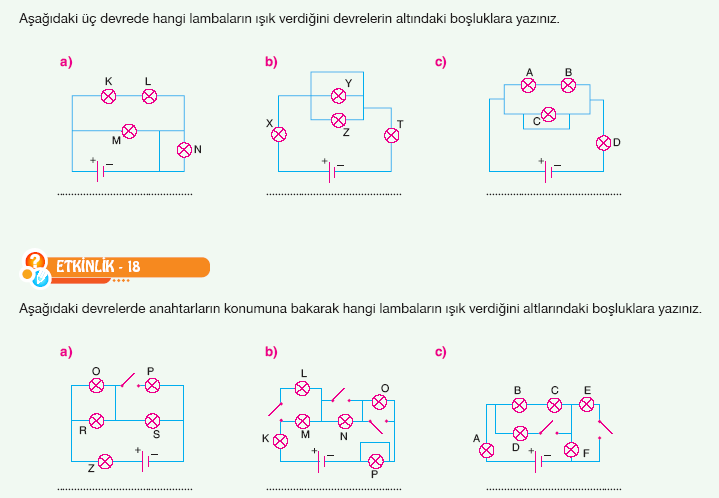 Aşağıdaki üç devrede hangi lambaların ışık verdiğini devrelerin altındaki boşluklara yazınız.
a)
b)
c)
K L
M
N
+ −
Y
X
Z
T
+ −
A B
C
D
+ −
ETKİNLİK - 18
Aşağıdaki devrelerde anahtarların konumuna bakarak hangi lambaların ışık verdiğini altlarındaki boşluklara yazınız.
a)
b)
c)
O P
R
S
Z
+ −
L
O
K
M
N
+ −
P
B C E
A
D
F
+ −